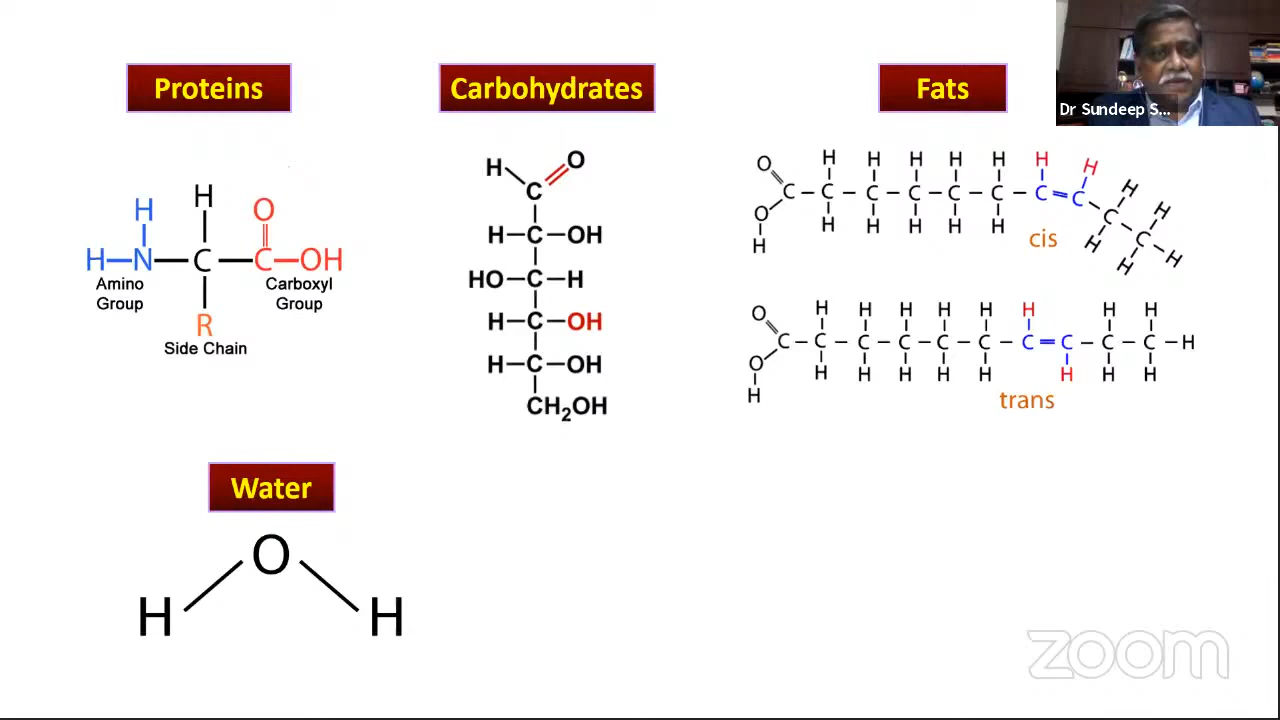 Proteins
Carbohydrates
Fats
Dr Sundeep S...
H
H
H–N–C–C–OH
O
Amino
Group
Carboxyl
Group
R
Side Chain
H
O
C
H–C–OH
HO–C–H
H–C–OH
H–C–OH
CH₂OH
O H H H H H H H
C–C–C–C–C–C–C=C C H
O H H H H H C H
H H H H
cis
O H H H H H H H H
C–C–C–C–C–C–C=C–C–C–H
O H H H H H H H H
H
trans
Water
O
H H
zoom